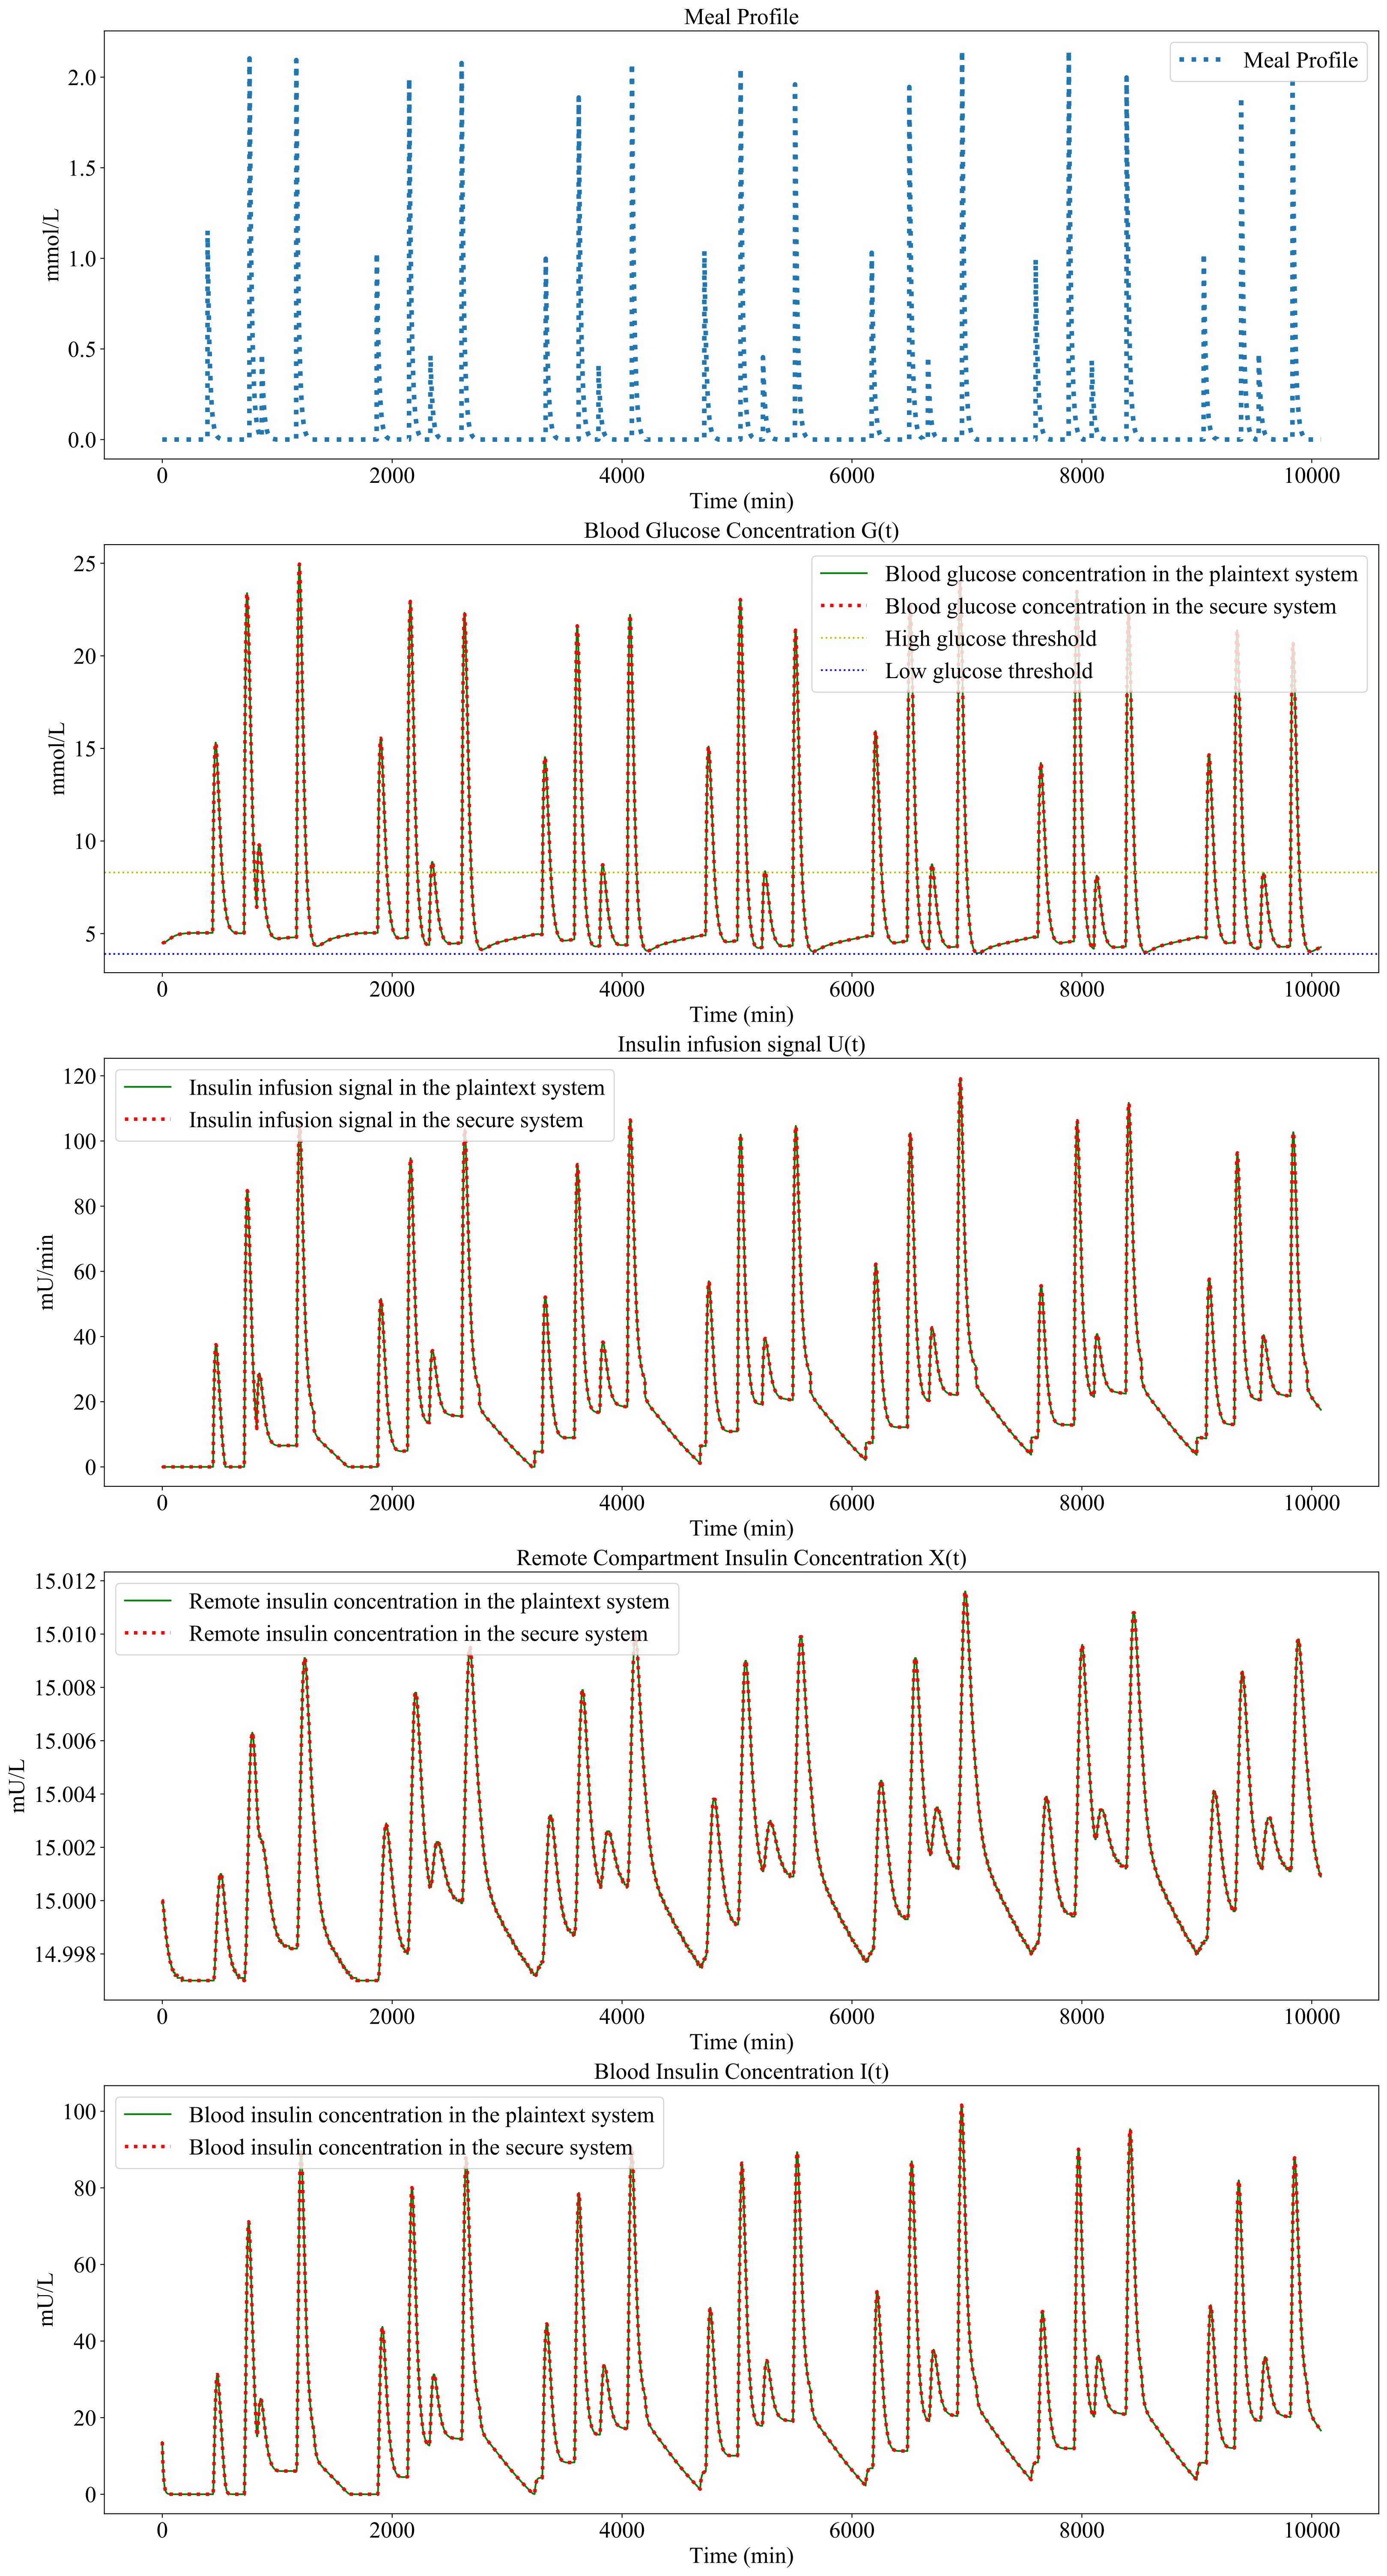 Meal Profile
Meal Profile
mmol/L
2.0
1.5
1.0
0.5
0.0
0 2000 4000 6000 8000 10000
Time (min)
Blood Glucose Concentration G(t)
Blood glucose concentration in the plaintext system
Blood glucose concentration in the secure system
High glucose threshold
Low glucose threshold
mmol/L
25
20
15
10
5
0 2000 4000 6000 8000 10000
Time (min)
Insulin infusion signal U(t)
Insulin infusion signal in the plaintext system
Insulin infusion signal in the secure system
mU/min
120
100
80
60
40
20
0
0 2000 4000 6000 8000 10000
Time (min)
Remote Compartment Insulin Concentration X(t)
Remote insulin concentration in the plaintext system
Remote insulin concentration in the secure system
mU/L
15.012
15.010
15.008
15.006
15.004
15.002
15.000
14.998
0 2000 4000 6000 8000 10000
Time (min)
Blood Insulin Concentration I(t)
Blood insulin concentration in the plaintext system
Blood insulin concentration in the secure system
mU/L
100
80
60
40
20
0
0 2000 4000 6000 8000 10000
Time (min)